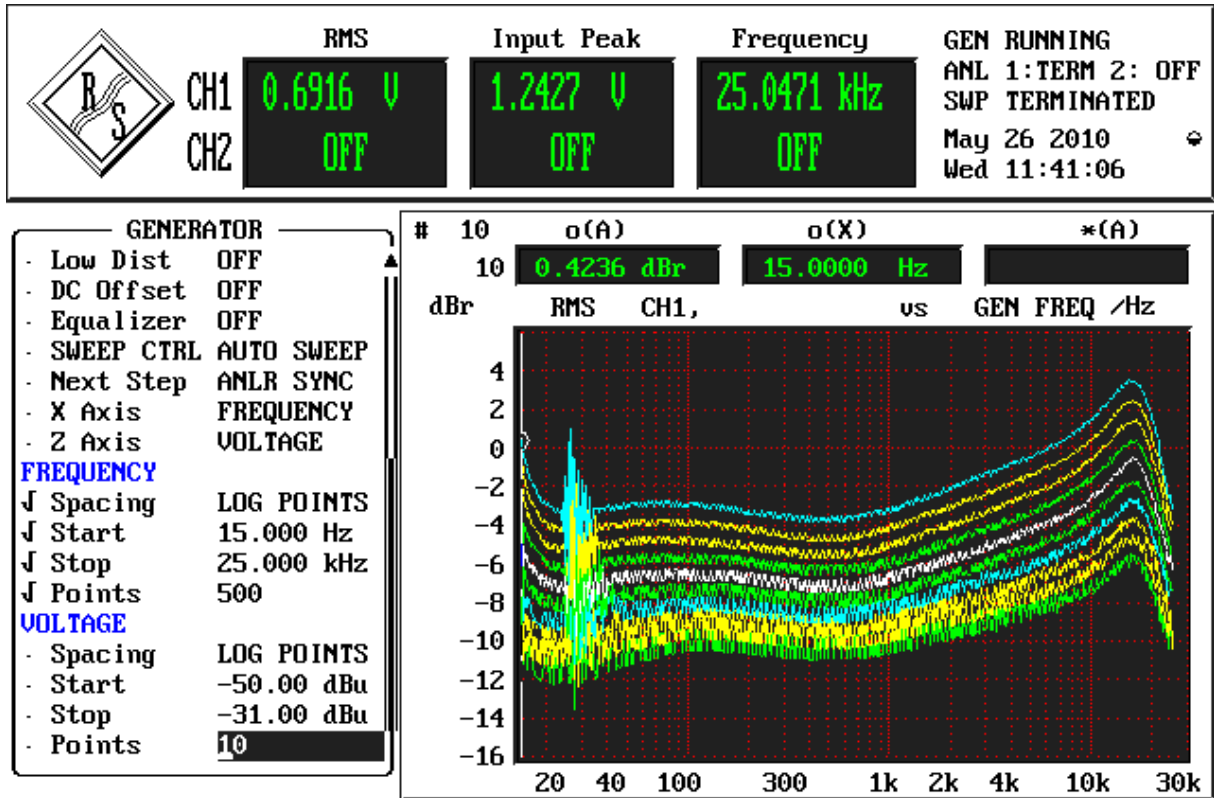 R
S
RMS Input Peak Frequency
CH1 0.6916 V 1.2427 V 25.0471 kHz
CH2 OFF OFF OFF
GEN RUNNING
ANL 1:TERM 2: OFF
SWP TERMINATED
May 26 2010
Wed 11:41:06
GENERATOR
· Low Dist OFF
· DC Offset OFF
· Equalizer OFF
· SWEEP CTRL AUTO SWEEP
· Next Step ANLR SYNC
· X Axis FREQUENCY
· Z Axis VOLTAGE
FREQUENCY
√ Spacing LOG POINTS
√ Start 15.000 Hz
√ Stop 25.000 kHz
√ Points 500
VOLTAGE
· Spacing LOG POINTS
· Start -50.00 dBu
· Stop -31.00 dBu
· Points 10
# 10 o(A) o(X) *(A)
10 0.4236 dBr 15.0000 Hz
dBr RMS CH1, vs GEN FREQ /Hz
4
2
0
-2
-4
-6
-8
-10
-12
-14
-16
20 40 100 300 1k 2k 4k 10k 30k